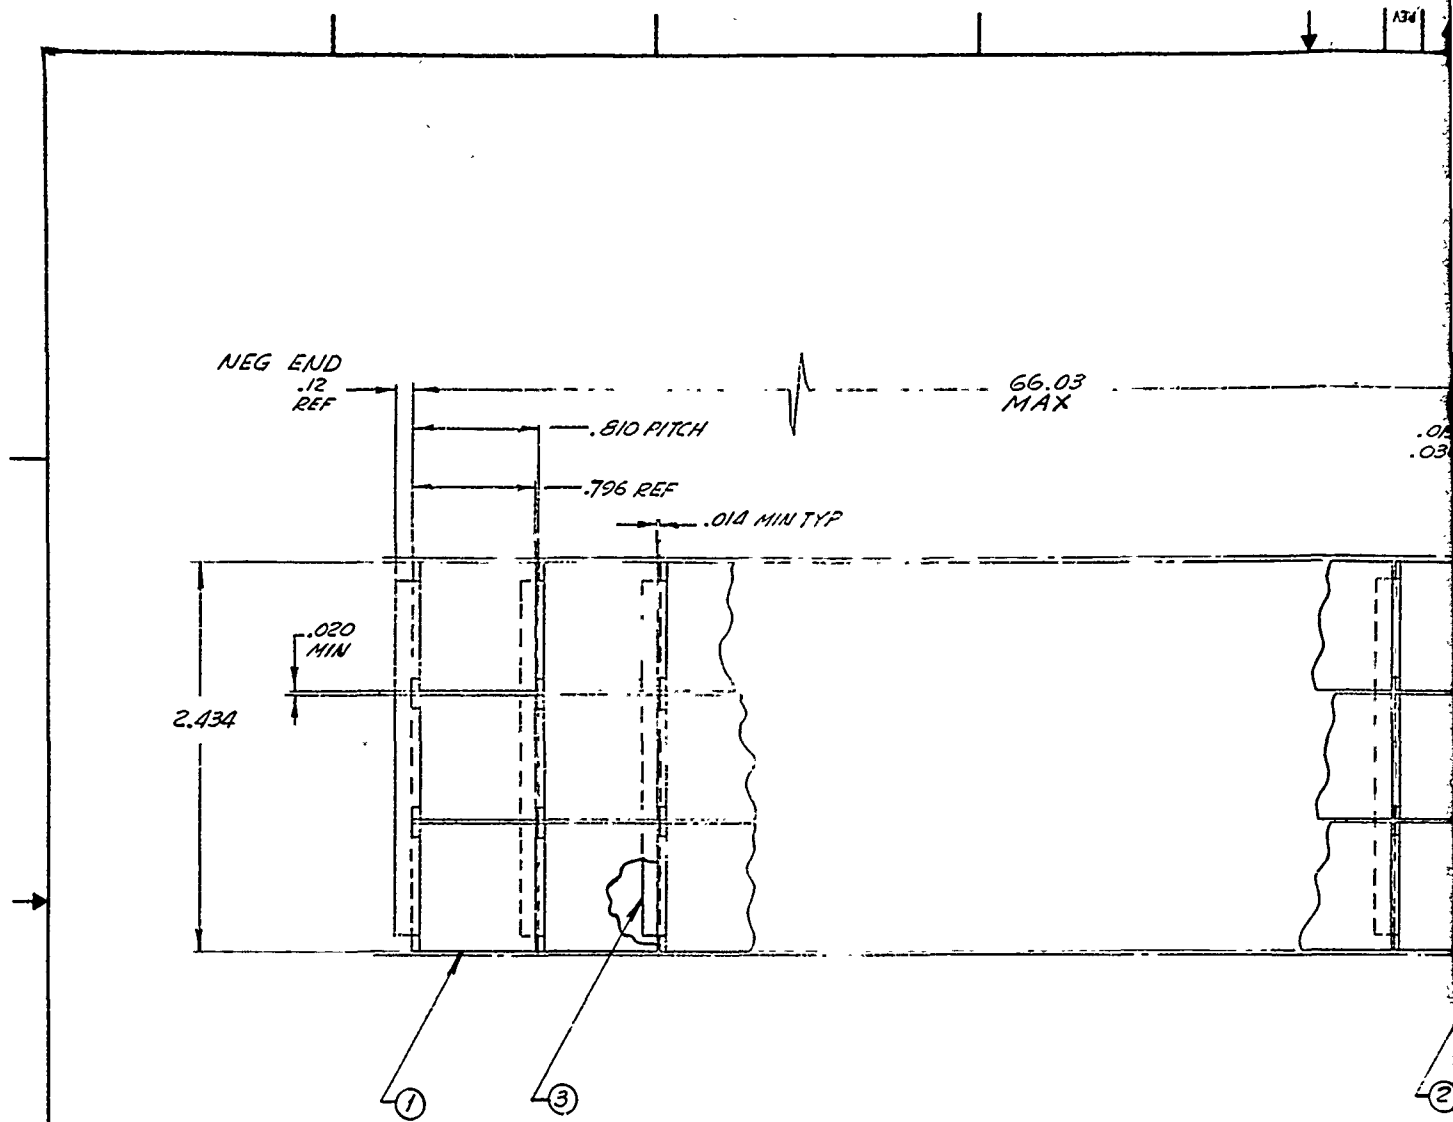 REV
NEG END
.12
REF
66.03
MAX
.810 PITCH
.796 REF
.014 MIN TYP
.020
MIN
2.434
1
3
2